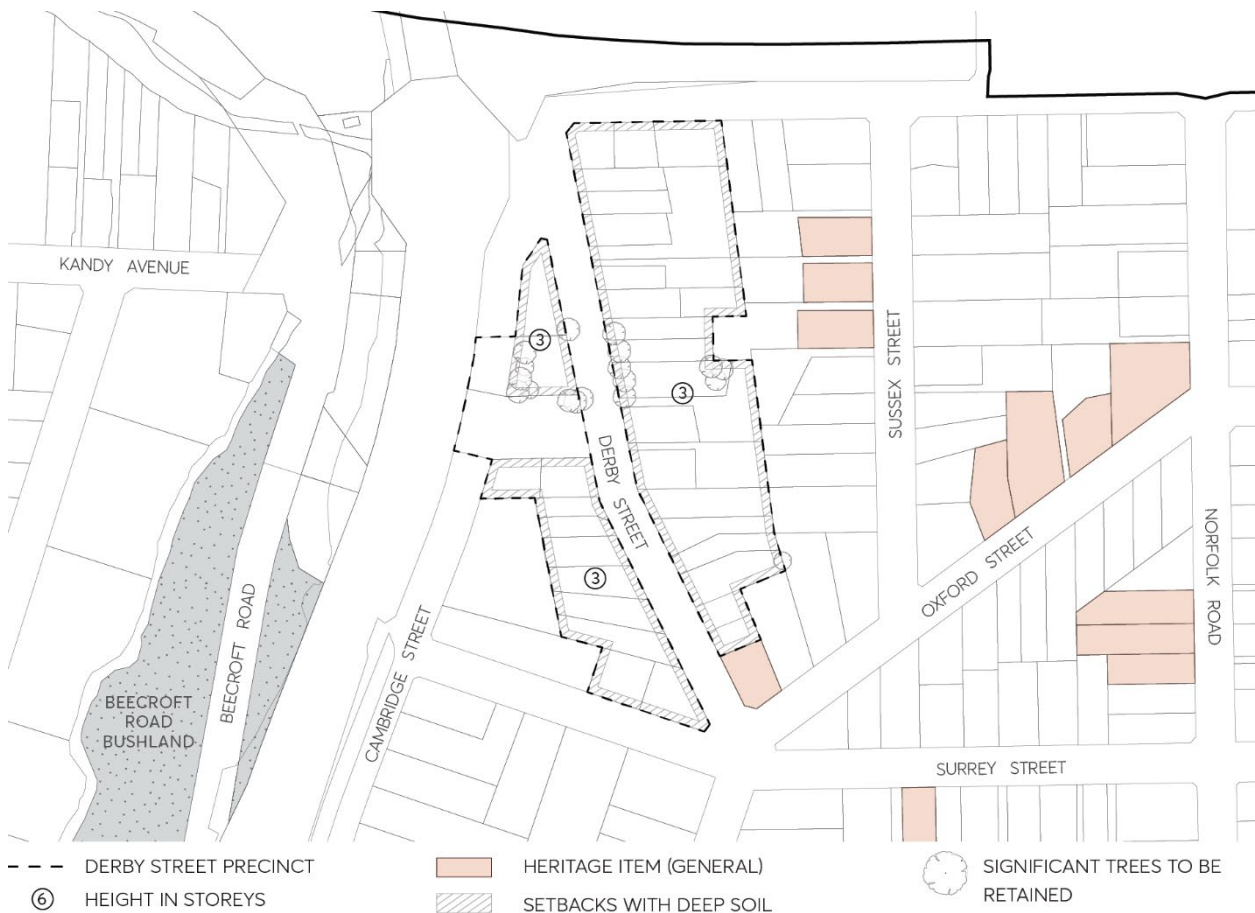 KANDY AVENUE
3
3
DERBY STREET
SUSSEX STREET
OXFORD STREET
NORFOLK ROAD
3
BEECROFT ROAD
CAMBRIDGE STREET
BEECROFT
ROAD
BUSHLAND
SURREY STREET
DERBY STREET PRECINCT
6 HEIGHT IN STOREYS
HERITAGE ITEM (GENERAL)
SETBACKS WITH DEEP SOIL
SIGNIFICANT TREES TO BE
RETAINED